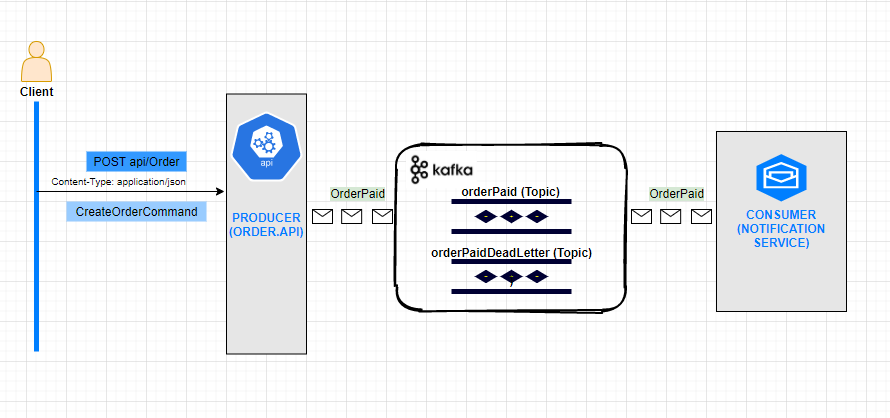 Client
POST api/Order
Content-Type: application/json
CreateOrderCommand
api
PRODUCER
(ORDER.API)
OrderPaid
kafka
orderPaid (Topic)
orderPaidDeadLetter (Topic)
OrderPaid
CONSUMER
(NOTIFICATION
SERVICE)